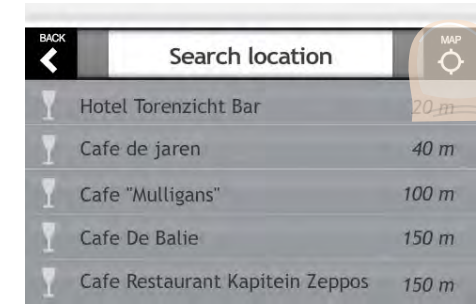 BACK Search location MAP
Hotel Torenzicht Bar 20 m
Cafe de jaren 40 m
Cafe "Mulligans" 100 m
Cafe De Balie 150 m
Cafe Restaurant Kapitein Zeppos 150 m